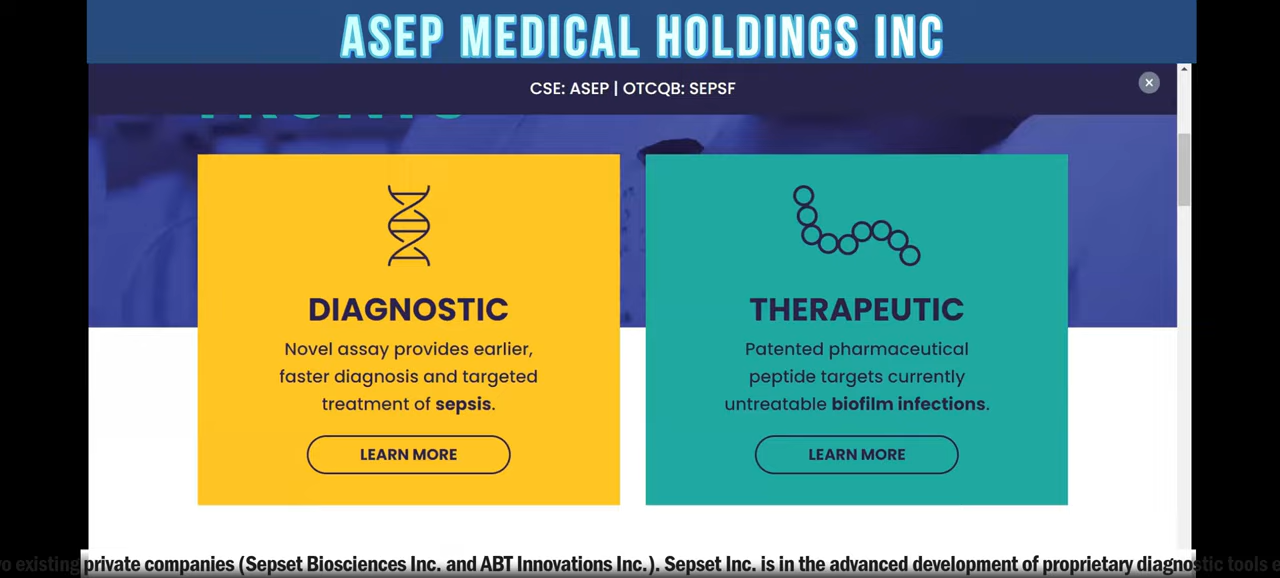 ASEP MEDICAL HOLDINGS INC
CSE: ASEP | OTCQB: SEPSF
DIAGNOSTIC
Novel assay provides earlier,
faster diagnosis and targeted
treatment of sepsis.
LEARN MORE
THERAPEUTIC
Patented pharmaceutical
peptide targets currently
untreatable biofilm infections.
LEARN MORE
existing private companies (Sepset Biosciences Inc. and ABT Innovations Inc.). Sepset Inc. is in the advanced development of proprietary diagnostic tools